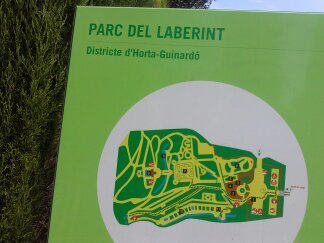 PARC DEL LABERINT
Districte d'Horta-Guinardó